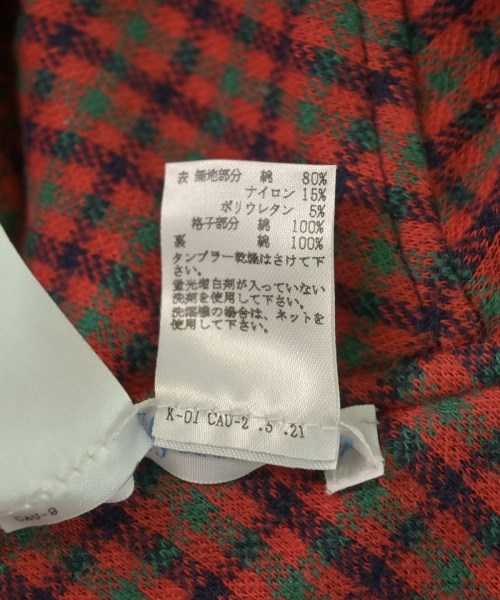 表 無地部分 綿 80%
ナイロン 15%
ポリウレタン 5%
格子部分 綿 100%
裏 綿 100%
タンブラー乾燥はさけて下
さい。
蛍光増白剤が入っていない
洗剤を使用して下さい。
洗濯機の場合は、ネットを
使用して下さい。
K-01 CAU-2 .5 .21
CAU-8